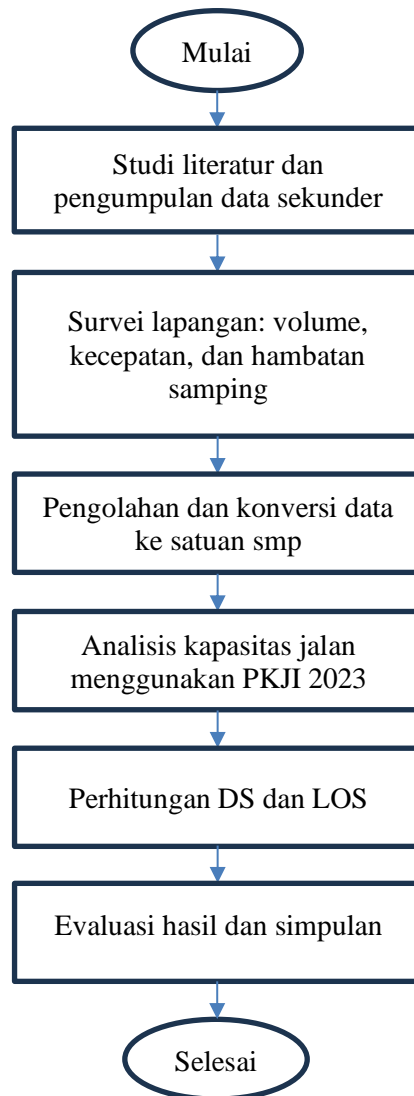 Mulai
Studi literatur dan
pengumpulan data sekunder
Survei lapangan: volume,
kecepatan, dan hambatan
samping
Pengolahan dan konversi data
ke satuan smp
Analisis kapasitas jalan
menggunakan PKJI 2023
Perhitungan DS dan LOS
Evaluasi hasil dan simpulan
Selesai